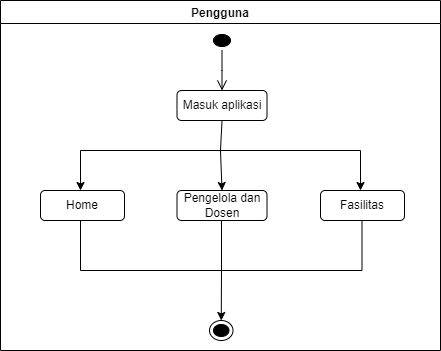 Pengguna
Masuk aplikasi
Home
Pengelola dan
Dosen
Fasilitas